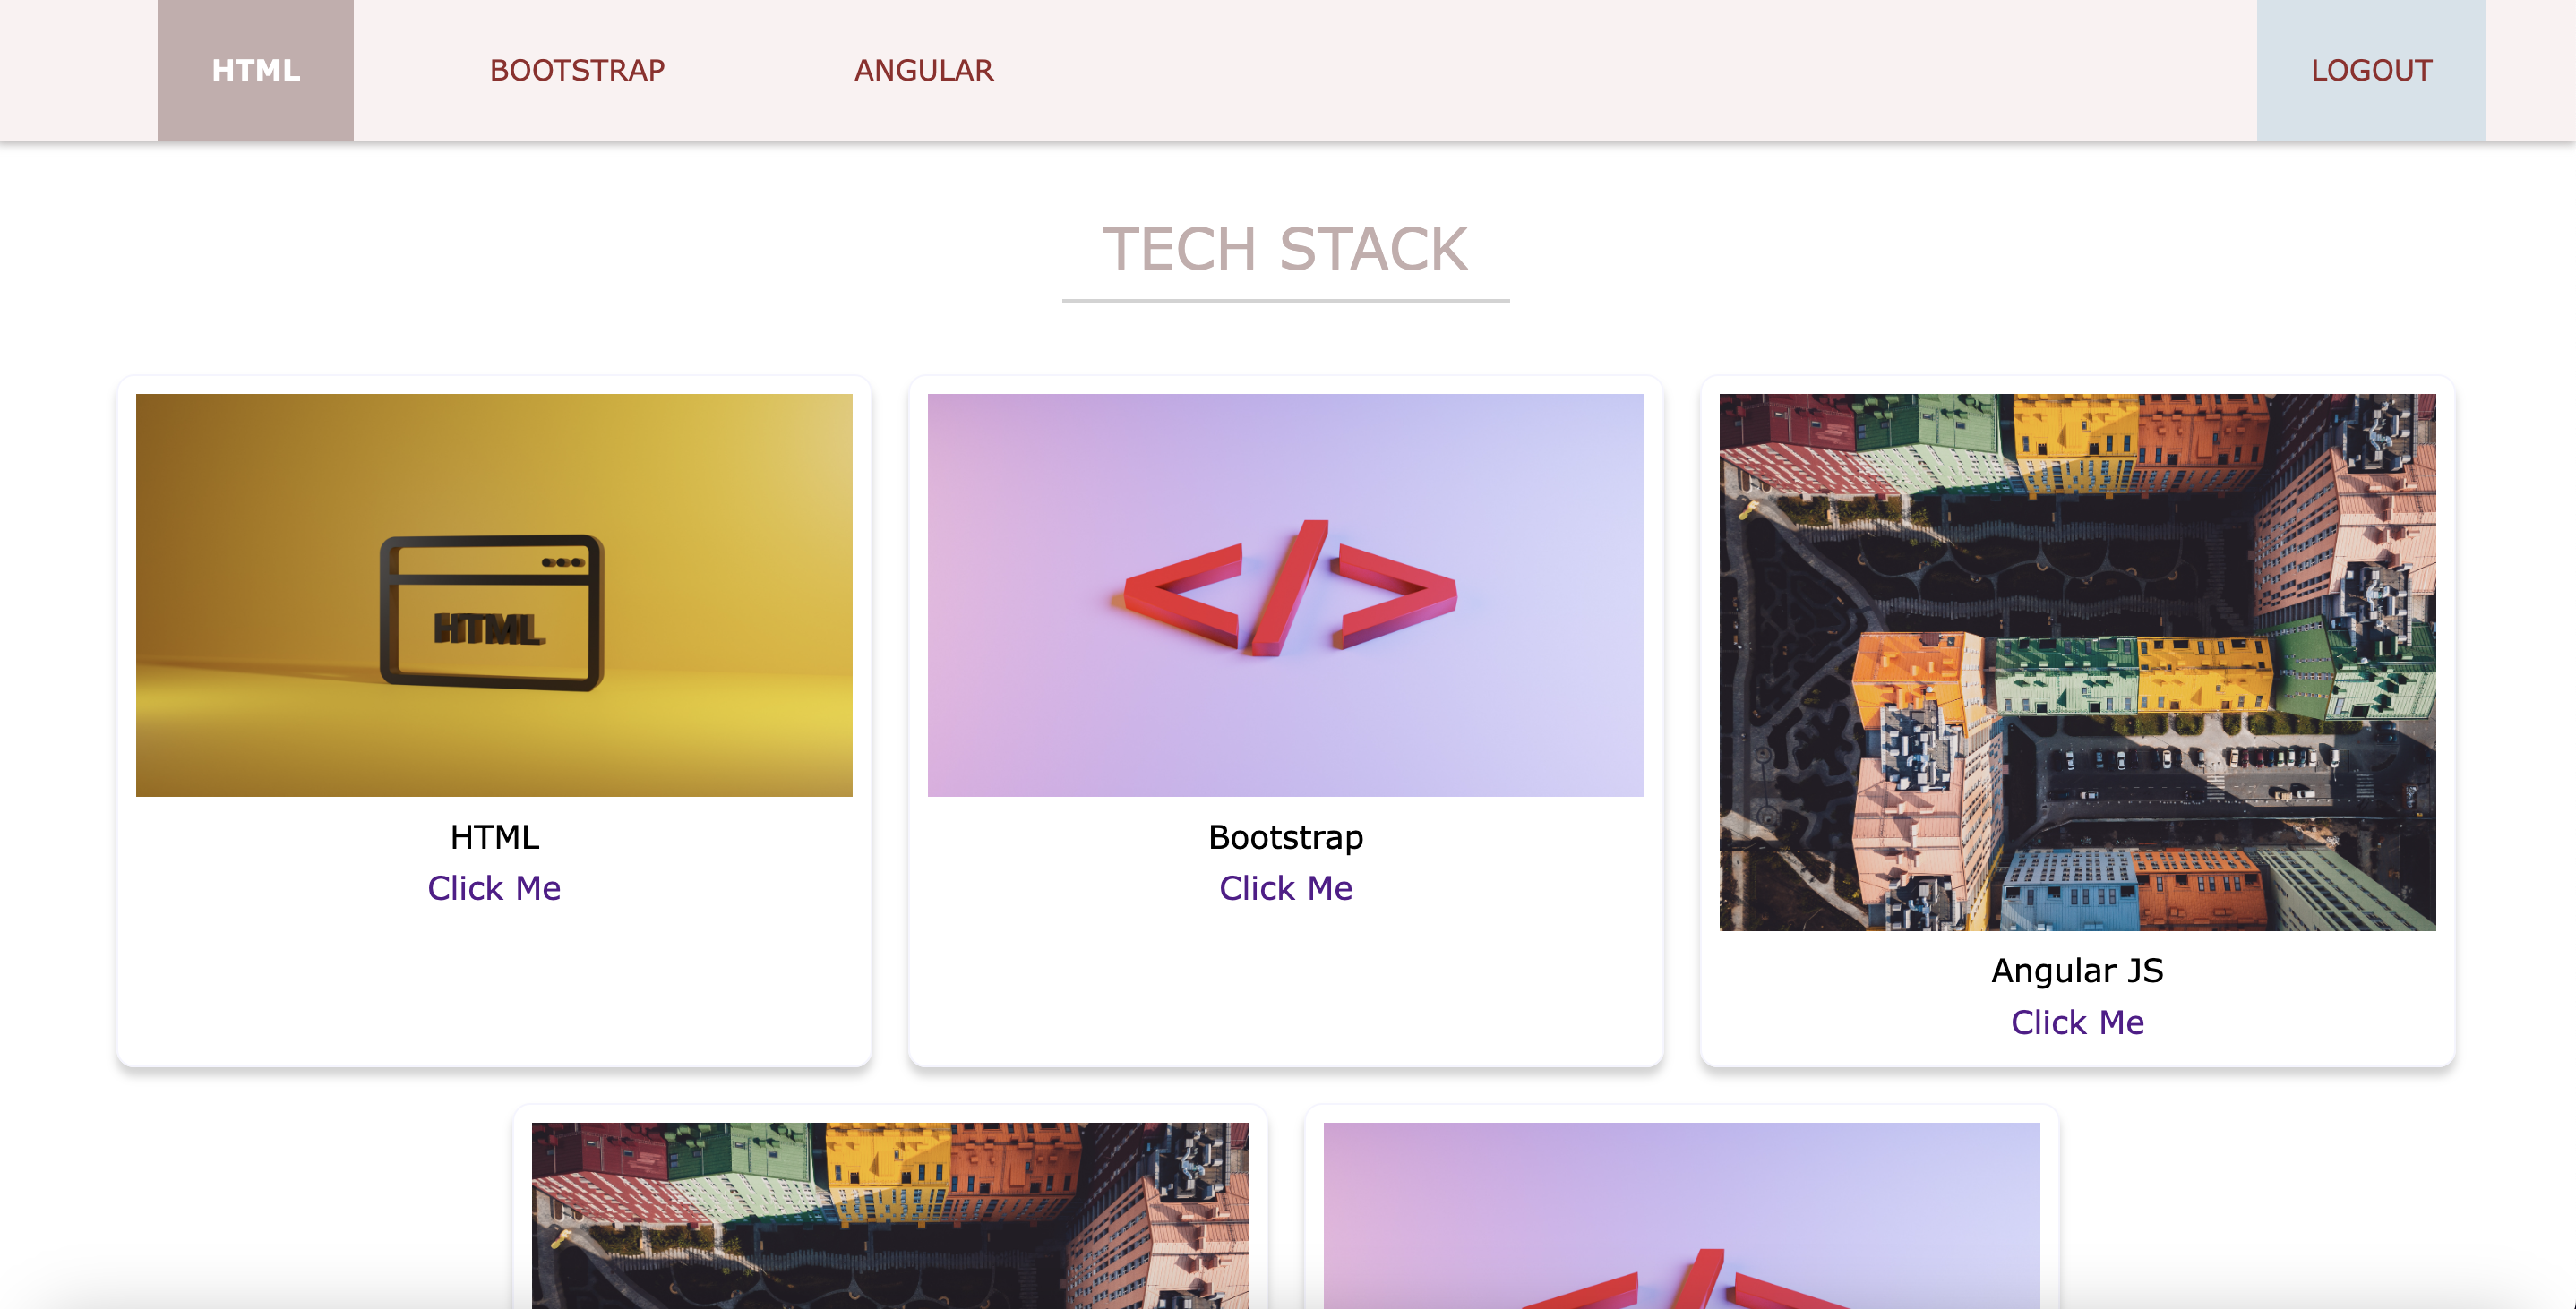 HTML BOOTSTRAP ANGULAR LOGOUT
TECH STACK
HTML
HTML
Click Me
</>
Bootstrap
Click Me
Angular JS
Click Me